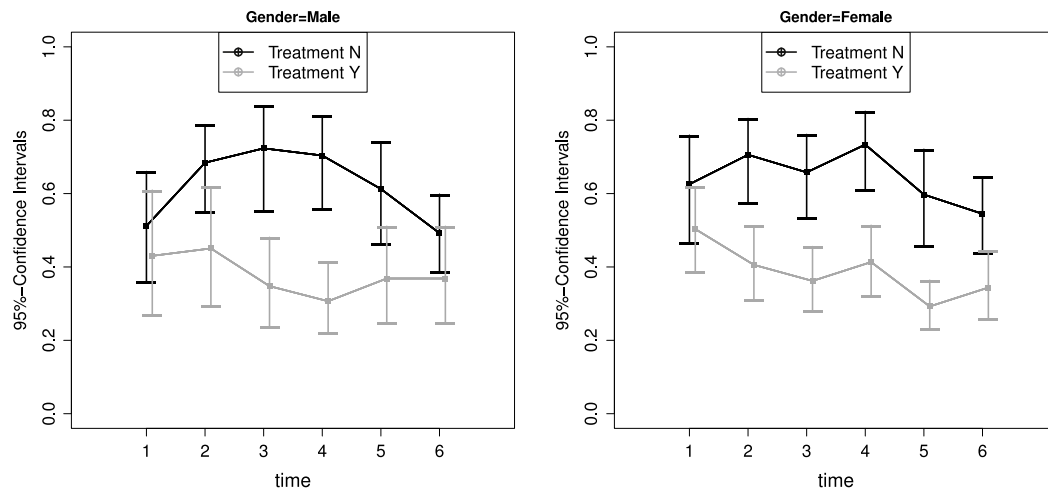 Gender=Male
Treatment N
Treatment Y
95%−Confidence Intervals
1.0
0.8
0.6
0.4
0.2
0.0
1 2 3 4 5 6
time
Gender=Female
Treatment N
Treatment Y
95%−Confidence Intervals
1.0
0.8
0.6
0.4
0.2
0.0
1 2 3 4 5 6
time